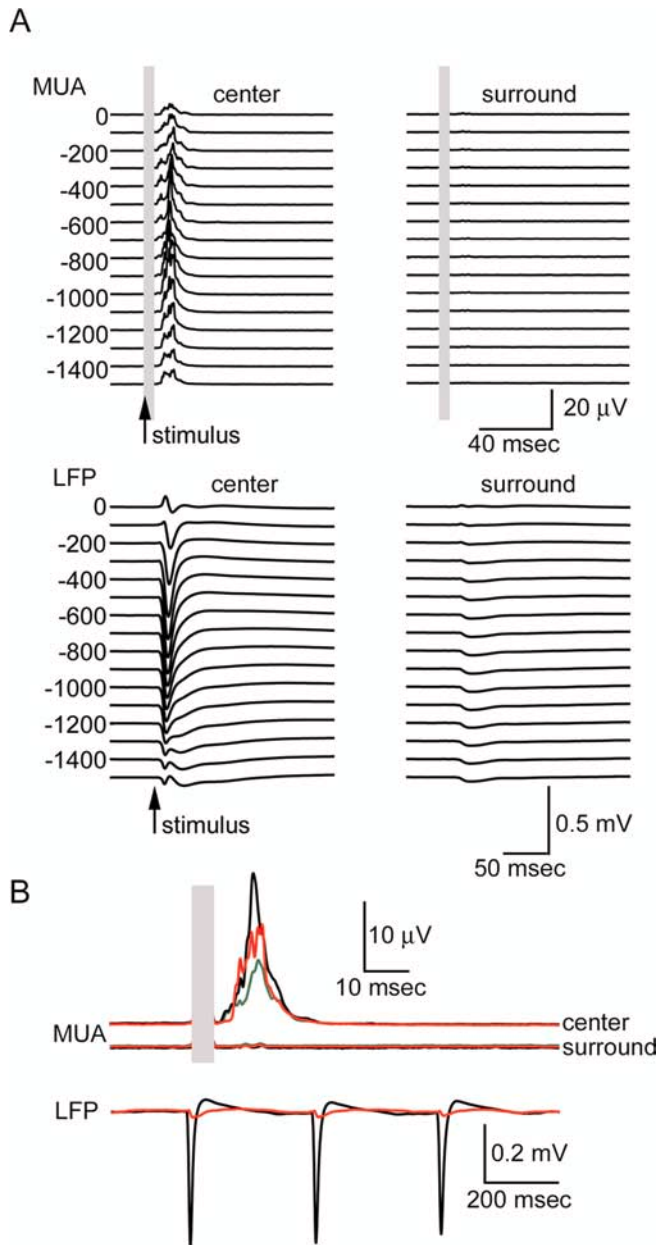 A
MUA
center
surround
0
-200
-400
-600
-800
-1000
-1200
-1400
stimulus
20 μV
40 msec
LFP
center
surround
0
-200
-400
-600
-800
-1000
-1200
-1400
stimulus
0.5 mV
50 msec
B
10 μV
10 msec
MUA
center
surround
LFP
0.2 mV
200 msec